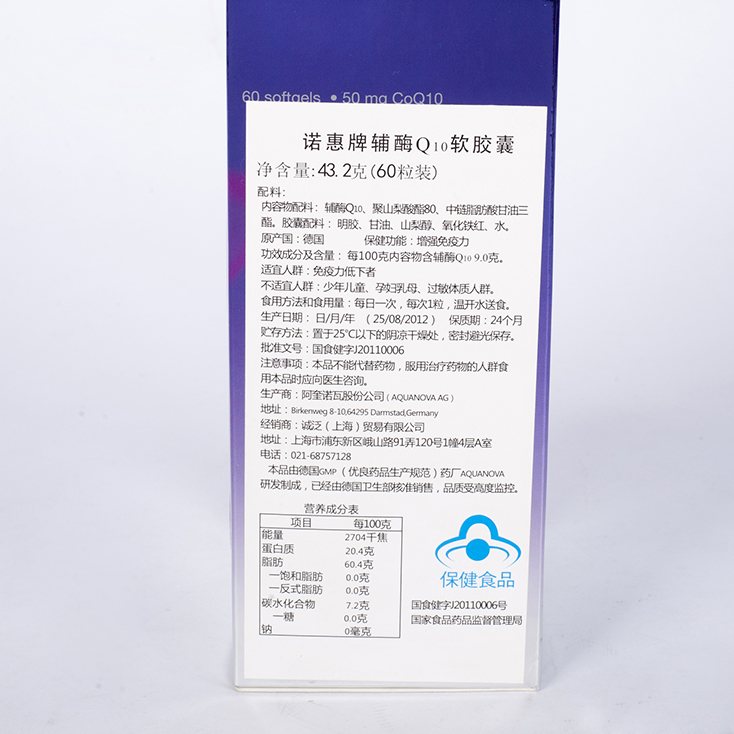 60 softgels • 50 mg CoQ10
诺惠牌辅酶Q10软胶囊
净含量:43.2克(60粒装)
配料:
内容物配料：辅酶Q10、聚山梨酸酯80、中链脂肪酸甘油三
酯。胶囊配料：明胶、甘油、山梨醇、氧化铁红、水。
原产国：德国 保健功能：增强免疫力
功效成分及含量：每100克内容物含辅酶Q10 9.0克。
适宜人群：免疫力低下者
不适宜人群：少年儿童、孕妇乳母、过敏体质人群。
食用方法和食用量：每日一次，每次1粒，温开水送食。
生产日期：日/月/年 （25/08/2012） 保质期：24个月
贮存方法：置于25℃以下的阴凉干燥处，密封避光保存。
批准文号：国食健字J20110006
注意事项：本品不能代替药物，服用治疗药物的人群食
用本品时应向医生咨询。
生产商：阿奎诺瓦股份公司（AQUANOVA AG）
地址：Birkenweg 8-10,64295 Darmstad,Germany
经销商：诚泛（上海）贸易有限公司
地址：上海市浦东新区峨山路91弄120号1幢4层A室
电话：021-68757128
本品由德国GMP（优良药品生产规范）药厂AQUANOVA
研发制成，已经由德国卫生部核准销售，品质受高度监控。
营养成分表
项目 每100克
能量 2704千焦
蛋白质 20.4克
脂肪 60.4克
—饱和脂肪 0.0克
—反式脂肪 0.0克
碳水化合物 7.2克
—糖 0.0克
钠 0毫克
保健食品
国食健字J20110006号
国家食品药品监督管理局